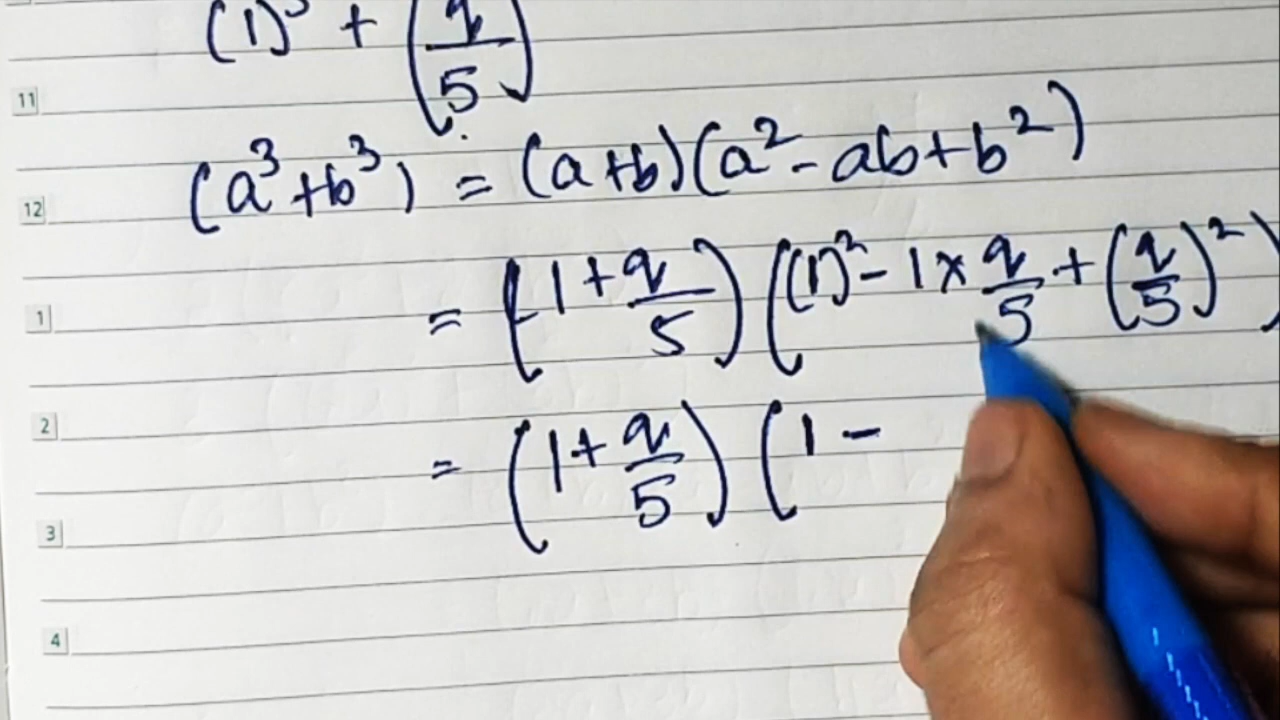 (1)³ + (q/5)
11
(a³+b³) = (a+b)(a²-ab+b²)
12
= (1+q/5) ((1)²- 1×q/5 + (q/5)²)
1
= (1+q/5) (1 -
2
3
4